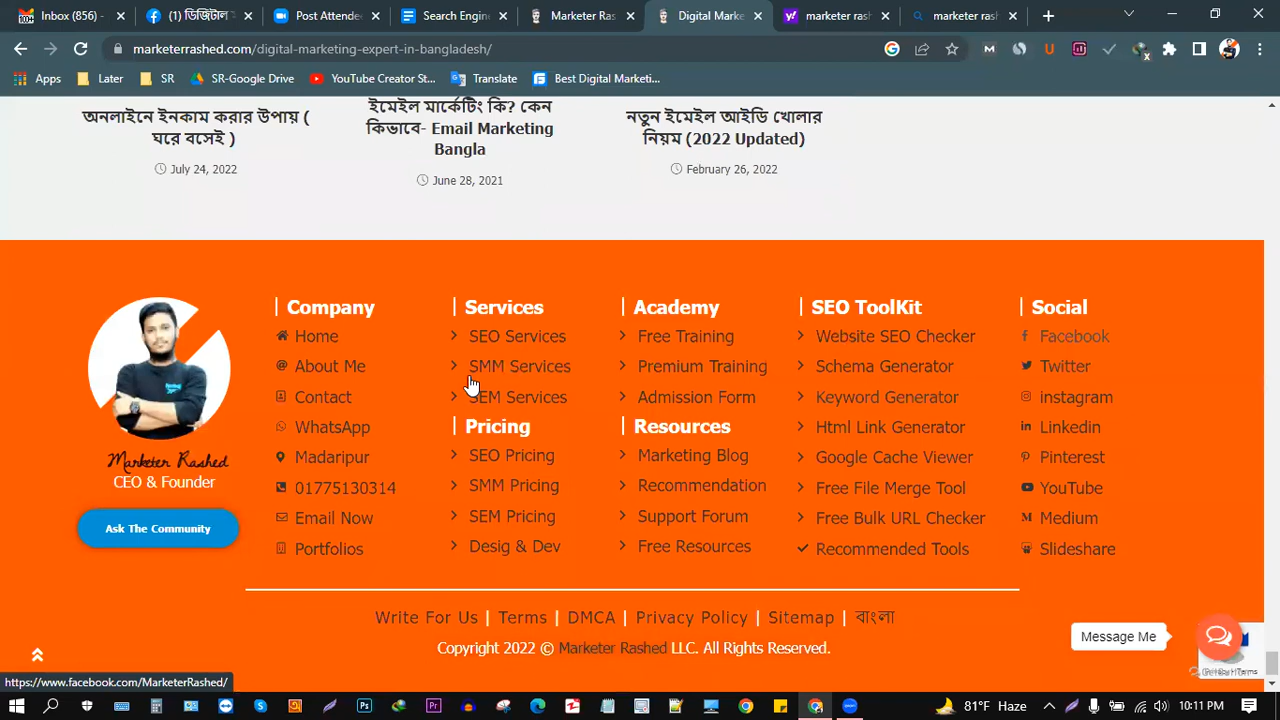 Inbox (856) -
(1) ডিজিটাল
Post Attende
Search Engin
Marketer Ras
Digital Marke
marketer rash
marketer rash
marketerrashed.com/digital-marketing-expert-in-bangladesh/
Apps
Later
SR
SR-Google Drive
YouTube Creator St...
Translate
Best Digital Marketi...
অনলাইনে ইনকাম করার উপায় (
ঘরে বসেই )
July 24, 2022
ইমেইল মার্কেটিং কি? কেন
কিভাবে- Email Marketing
Bangla
June 28, 2021
নতুন ইমেইল আইডি খোলার
নিয়ম (2022 Updated)
February 26, 2022
Marketer Rashed
CEO & Founder
Ask The Community
Company
Home
About Me
Contact
WhatsApp
Madaripur
01775130314
Email Now
Portfolios
Services
SEO Services
SMM Services
SEM Services
Pricing
SEO Pricing
SMM Pricing
SEM Pricing
Desig & Dev
Academy
Free Training
Premium Training
Admission Form
Resources
Marketing Blog
Recommendation
Support Forum
Free Resources
SEO ToolKit
Website SEO Checker
Schema Generator
Keyword Generator
Html Link Generator
Google Cache Viewer
Free File Merge Tool
Free Bulk URL Checker
Recommended Tools
Social
Facebook
Twitter
instagram
Linkedin
Pinterest
YouTube
Medium
Slideshare
Write For Us | Terms | DMCA | Privacy Policy | Sitemap | বাংলা
Copyright 2022 © Marketer Rashed LLC. All Rights Reserved.
Message Me
https://www.facebook.com/MarketerRashed/
81°F Haze
10:11 PM